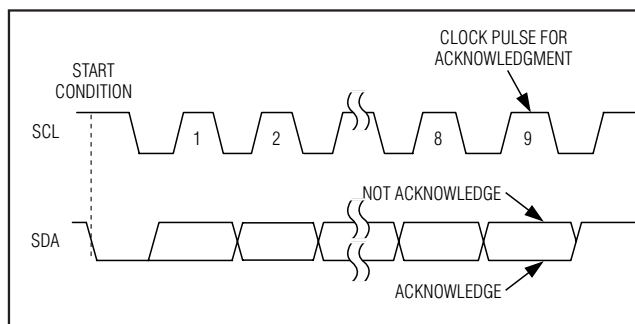 CLOCK PULSE FOR
ACKNOWLEDGMENT
START
CONDITION
SCL
1
2
8
9
NOT ACKNOWLEDGE
SDA
ACKNOWLEDGE